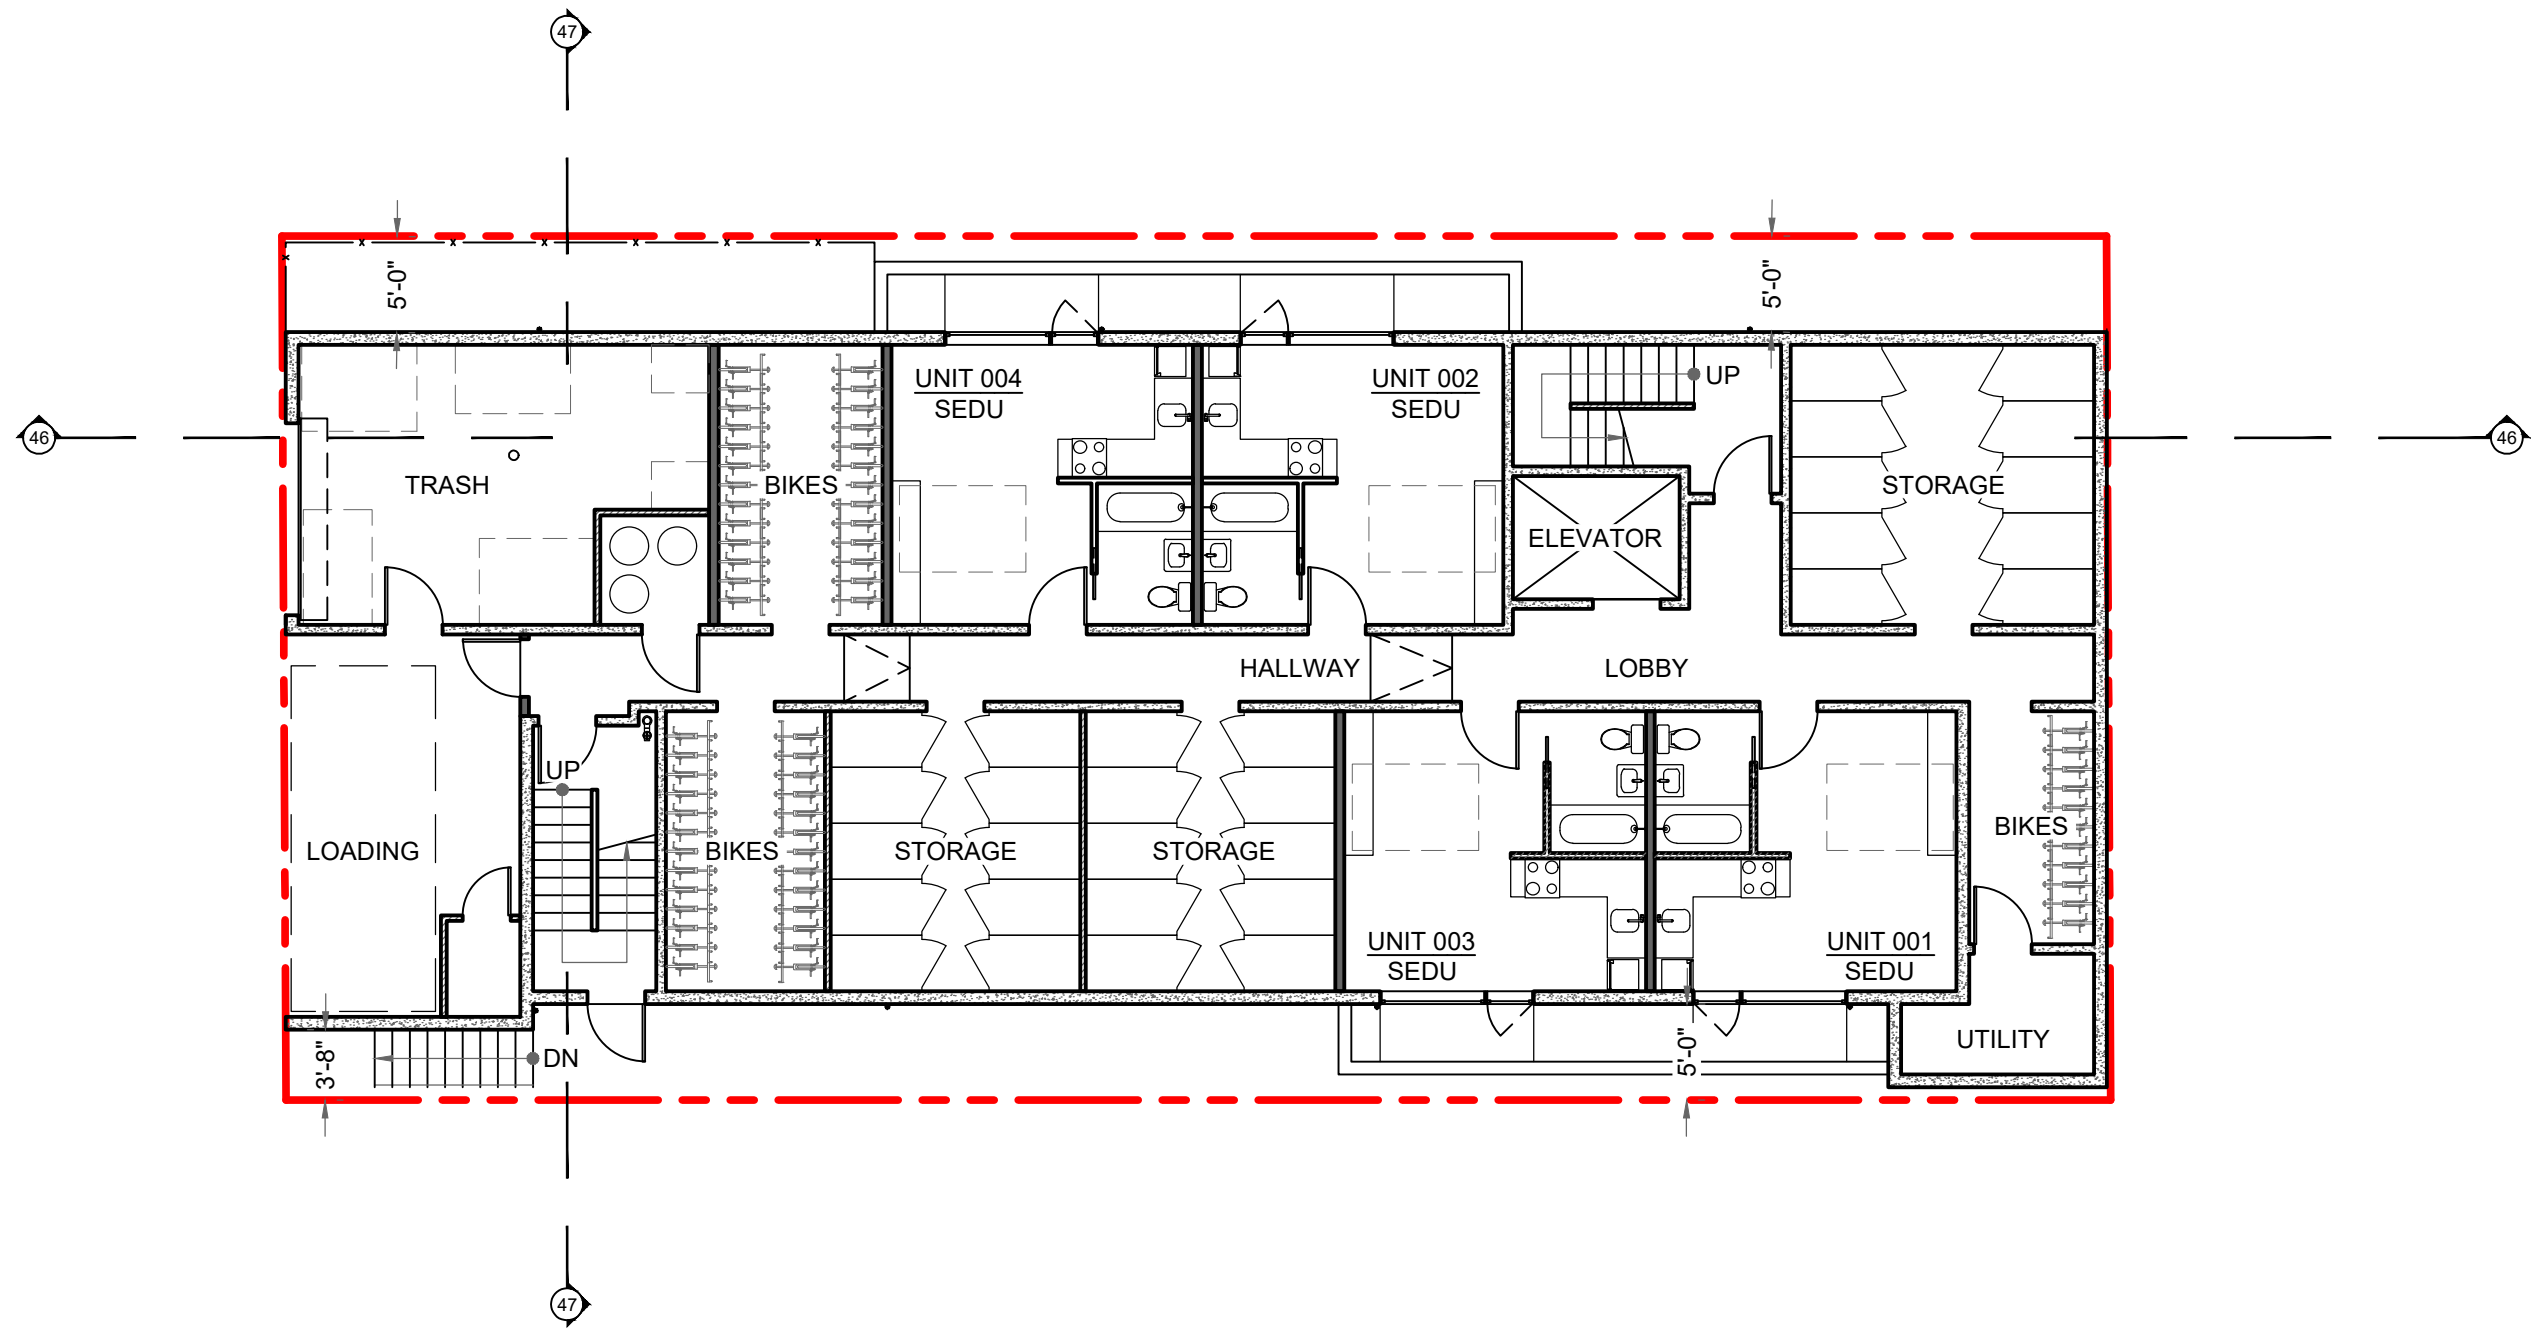 47
5'-0"
5'-0"
UNIT 004
SEDU
UNIT 002
SEDU
UP
46
46
TRASH
BIKES
STORAGE
ELEVATOR
HALLWAY
LOBBY
UP
LOADING
BIKES
STORAGE
STORAGE
BIKES
UNIT 003
SEDU
UNIT 001
SEDU
UTILITY
DN
3'-8"
5'-0"
47